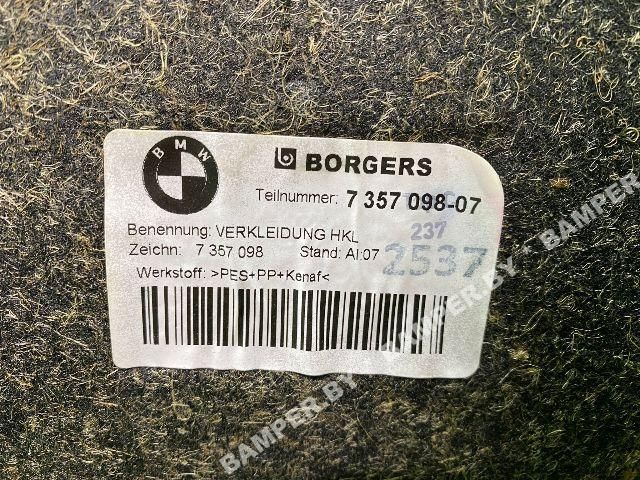 BMW
BORGERS
Teilnummer: 7 357 098-07
Benennung: VERKLEIDUNG HKL
237
Zeichn: 7 357 098 Stand: AI:07
2537
Werkstoff: >PES+PP+Kenaf<
BAMPER.BY - BAMPER.BY - BAMPER.BY - BAMPER